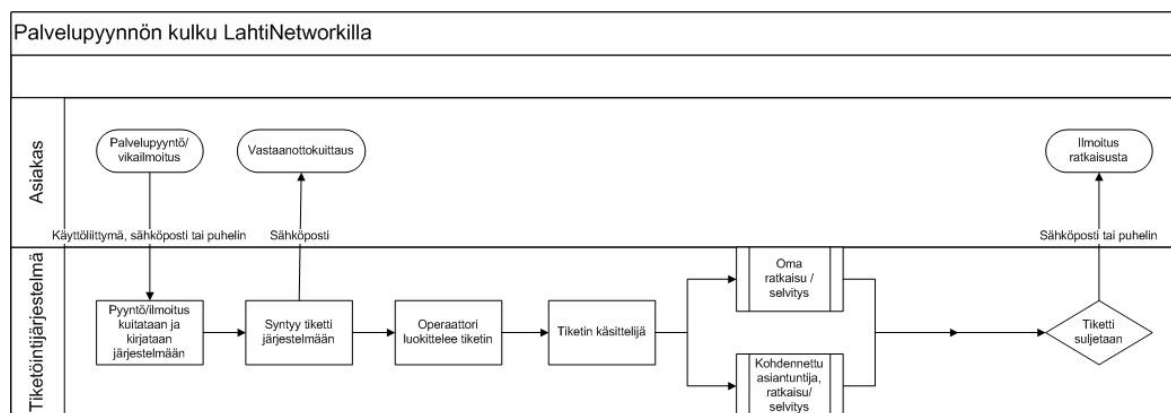 Palvelupyynnön kulku LahtiNetworkilla
Asiakas
Palvelupyyntö/
vikailmoitus
Vastaanottokuittaus
Ilmoitus
ratkaisusta
Käyttöliittymä, sähköposti tai puhelin
Sähköposti
Sähköposti tai puhelin
Tiketöintijärjestelmä
Pyyntö/ilmoitus
kuitataan ja
kirjataan
järjestelmään
Syntyy tiketti
järjestelmään
Operaattori
luokittelee tiketin
Tiketin käsittelijä
Oma
ratkaisu /
selvitys
Kohdennettu
asiantuntija,
ratkaisu/
selvitys
Tiketti
suljetaan